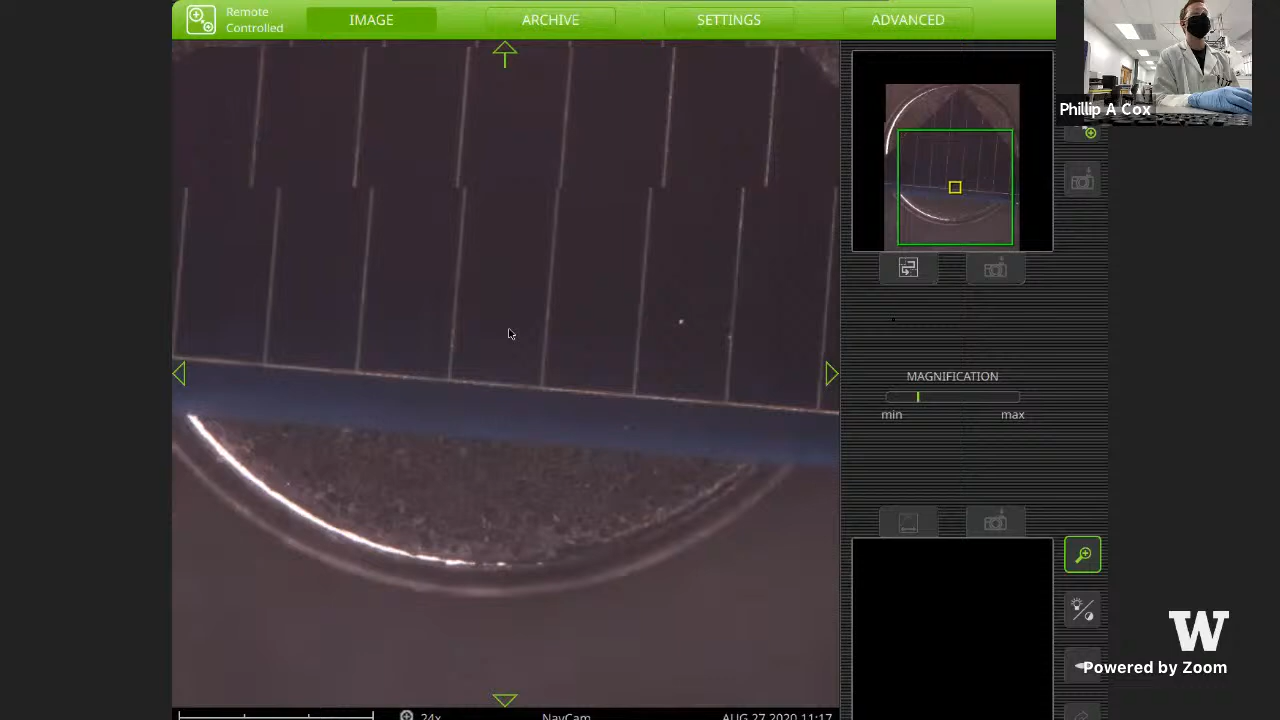 Remote
Controlled
IMAGE
ARCHIVE
SETTINGS
ADVANCED
Phillip A Cox
MAGNIFICATION
min
max
W
Powered by Zoom
24x
NavCam
AUG 27 2020 11:17